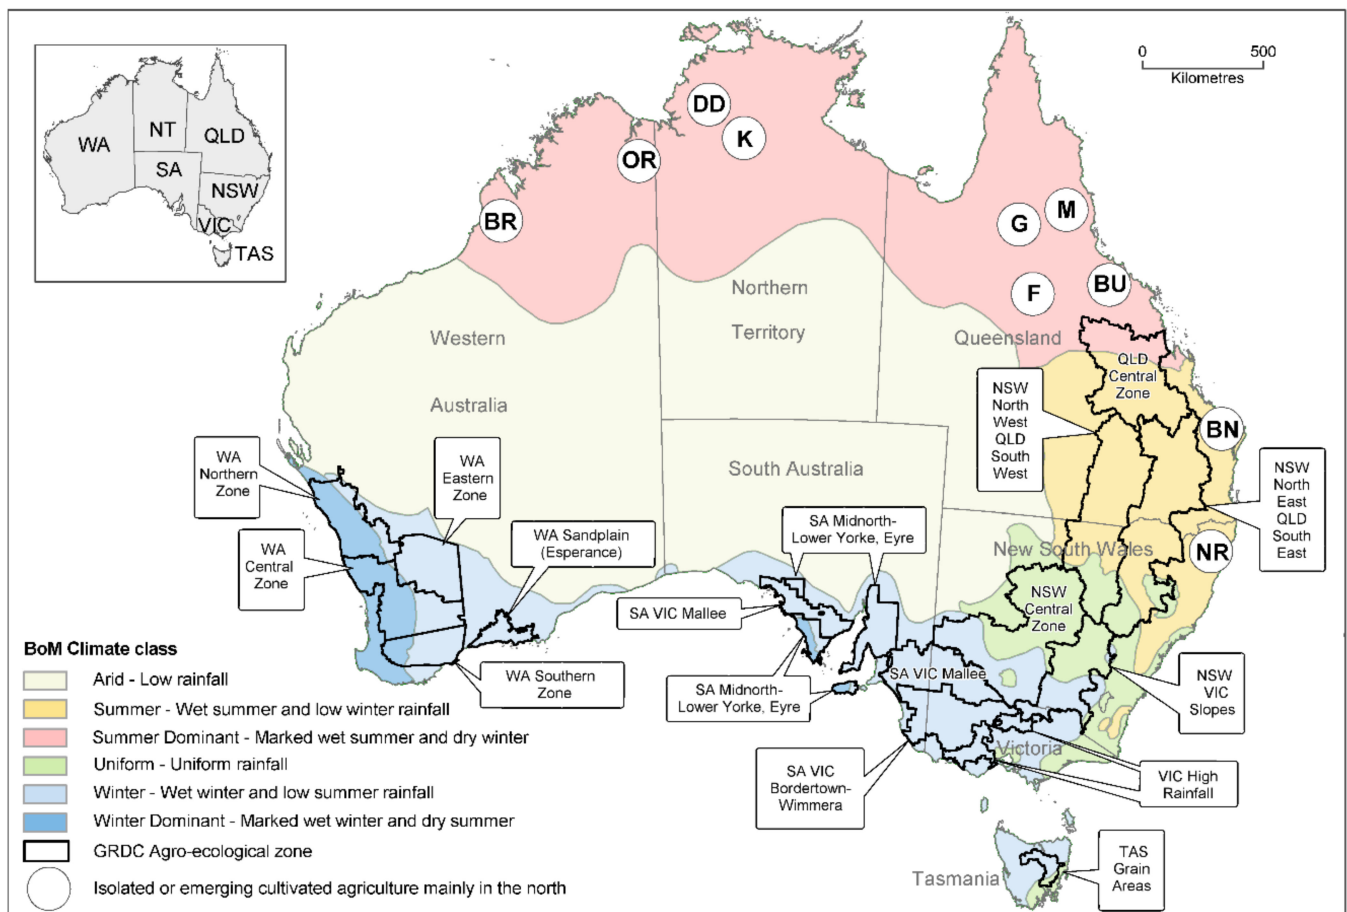 WA
NT
QLD
SA
NSW
VIC
TAS
0
500
Kilometres
DD
K
OR
BR
G
M
F
BU
BN
NR
Northern
Territory
Western
Australia
Queensland
South Australia
New South Wales
Victoria
Tasmania
QLD
Central
Zone
NSW
North
West
QLD
South
West
NSW
North
East
QLD
South
East
WA
Northern
Zone
WA
Eastern
Zone
WA
Central
Zone
WA Sandplain
(Esperance)
WA Southern
Zone
SA Midnorth-
Lower Yorke, Eyre
SA VIC Mallee
SA Midnorth-
Lower Yorke, Eyre
SA VIC Mallee
NSW
Central
Zone
NSW
VIC
Slopes
SA VIC
Bordertown-
Wimmera
VIC High
Rainfall
TAS
Grain
Areas
BoM Climate class
Arid - Low rainfall
Summer - Wet summer and low winter rainfall
Summer Dominant - Marked wet summer and dry winter
Uniform - Uniform rainfall
Winter - Wet winter and low summer rainfall
Winter Dominant - Marked wet winter and dry summer
GRDC Agro-ecological zone
Isolated or emerging cultivated agriculture mainly in the north